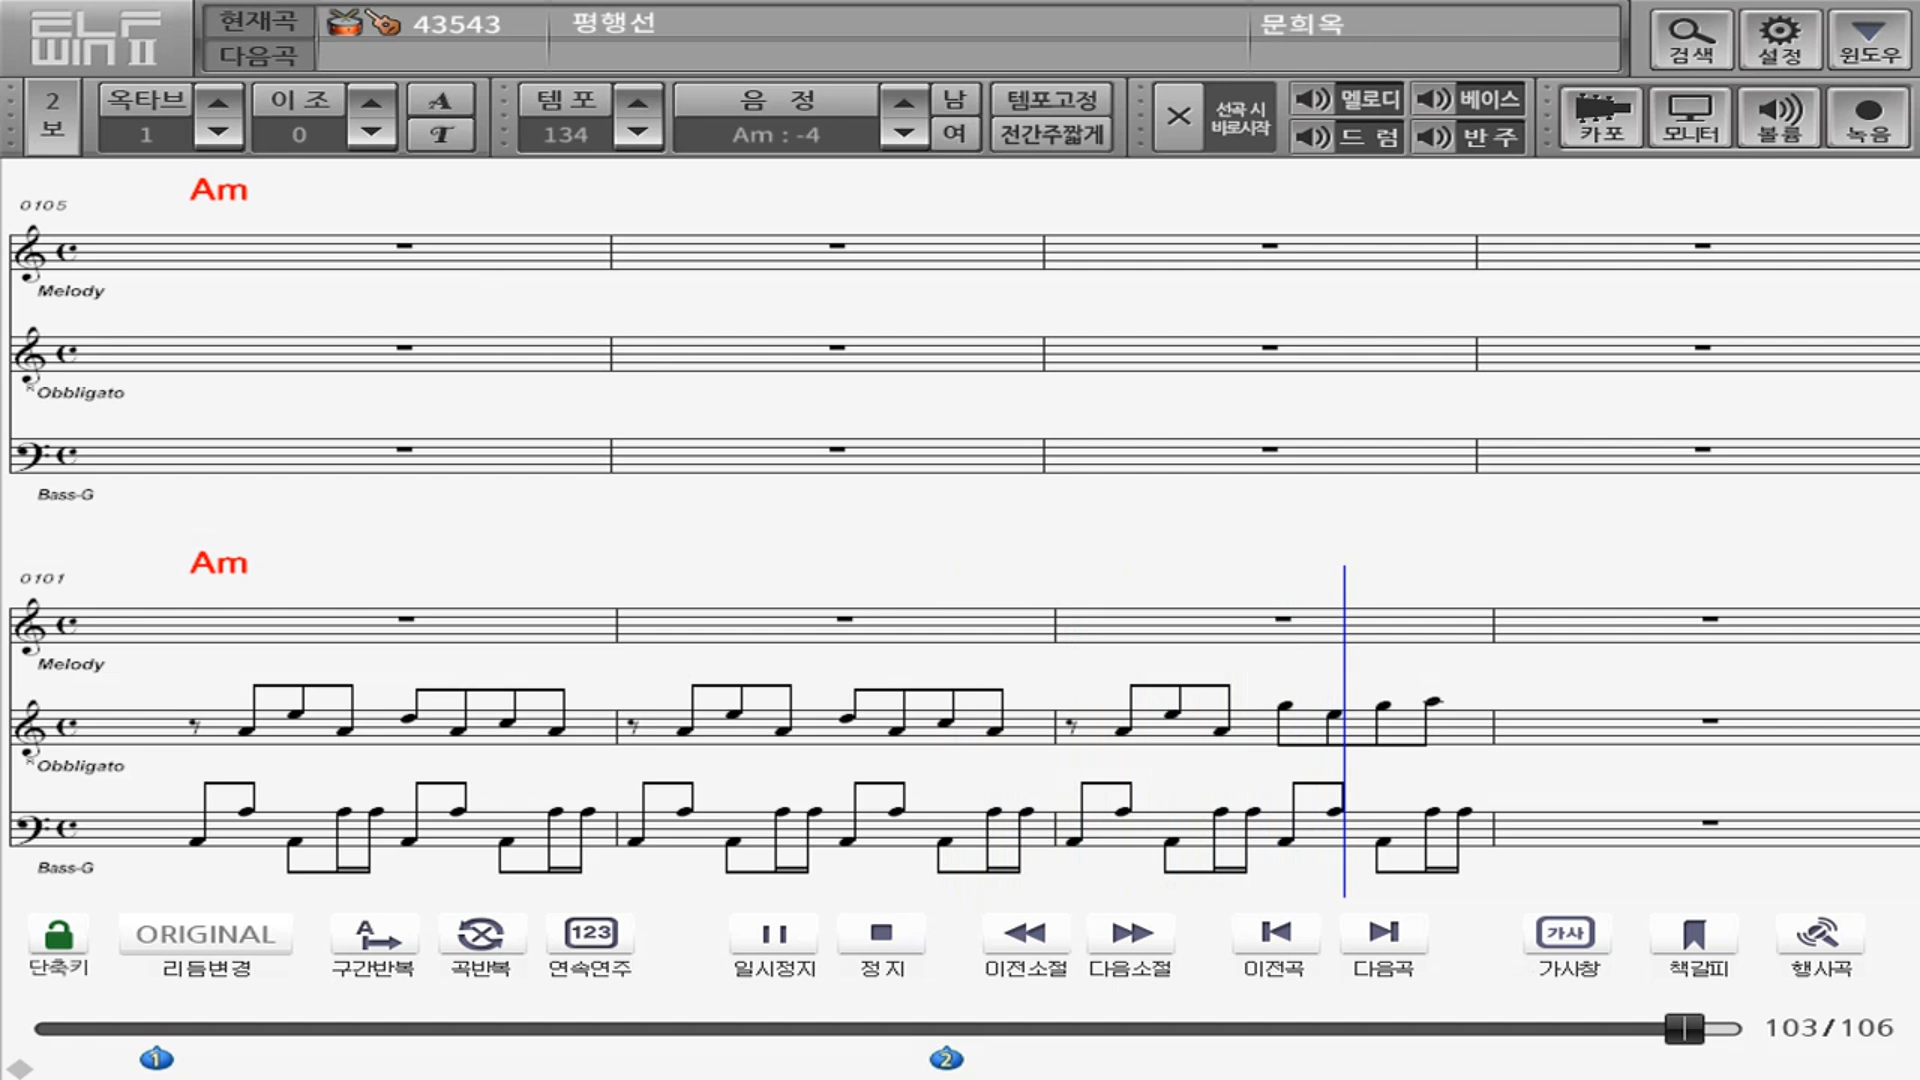 ELF
WIN II
현재곡 43543 평행선 문희옥
다음곡
검색 설정 윈도우
2
보
옥타브 이 조 A
1 0 T
템 포 음 정 남 템포고정
134 Am : -4 여 전간주짧게
선곡 시
바로시작
멜로디 베이스
드 럼 반 주
카포 모니터 볼륨 녹음
Am
0105
Melody
Obbligato
Bass-G
Am
0101
Melody
Obbligato
Bass-G
ORIGINAL A 123 가사
단축키 리듬변경 구간반복 곡반복 연속연주 일시정지 정 지 이전소절 다음소절 이전곡 다음곡 가사창 책갈피 행사곡
103/106
1 2